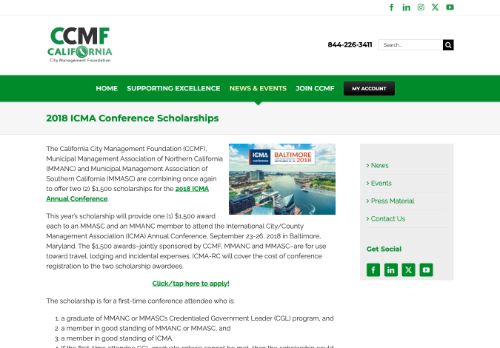 CCMF
CALIFORNIA
City Management Foundation
844-226-3411
Search...
HOME SUPPORTING EXCELLENCE NEWS & EVENTS JOIN CCMF MY ACCOUNT
2018 ICMA Conference Scholarships
The California City Management Foundation (CCMF),
Municipal Management Association of Northern California
(MMANC) and Municipal Management Association of
Southern California (MMASC) are combining once again
to offer two (2) $1,500 scholarships for the 2018 ICMA
Annual Conference.
ICMA
BALTIMORE
2018
This year's scholarship will provide one (1) $1,500 award
each to an MMASC and an MMANC member to attend the International City/County
Management Association (ICMA) Annual Conference, September 23-26, 2018 in Baltimore,
Maryland. The $1,500 awards–jointly sponsored by CCMF, MMANC and MMASC–are for use
toward travel, lodging and incidental expenses. ICMA-RC will cover the cost of conference
registration to the two scholarship awardees.
Click/tap here to apply!
The scholarship is for a first-time conference attendee who is:
1. a graduate of MMANC or MMASC's Credentialed Government Leader (CGL) program, and
2. a member in good standing of MMANC or MMASC, and
3. a member in good standing of ICMA.
> News
> Events
> Press Material
> Contact Us
Get Social